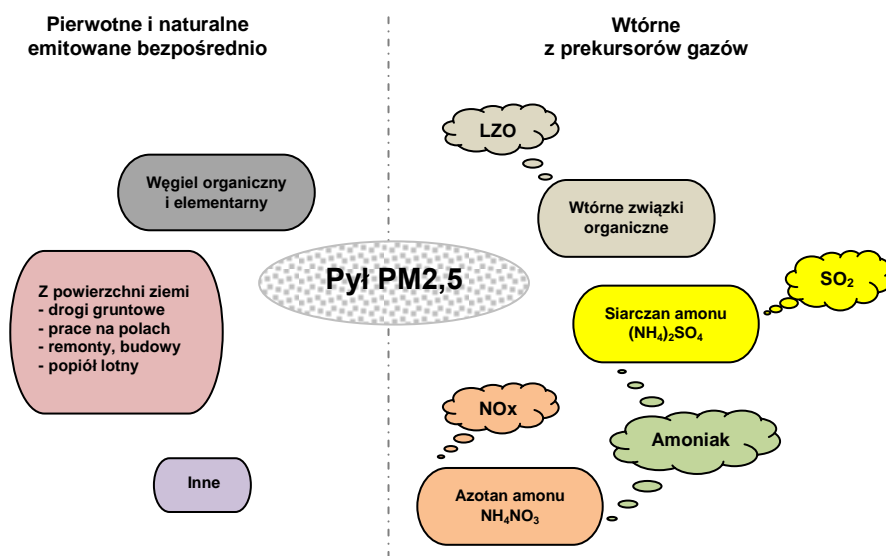 Pierwotne i naturalne
emitowane bezpośrednio
Wtórne
z prekursorów gazów
LZO
Węgiel organiczny
i elementarny
Wtórne związki
organiczne
Pył PM2,5
Z powierzchni ziemi
- drogi gruntowe
- prace na polach
- remonty, budowy
- popiół lotny
SO₂
Siarczan amonu
(NH₄)₂SO₄
NOx
Amoniak
Inne
Azotan amonu
NH₄NO₃